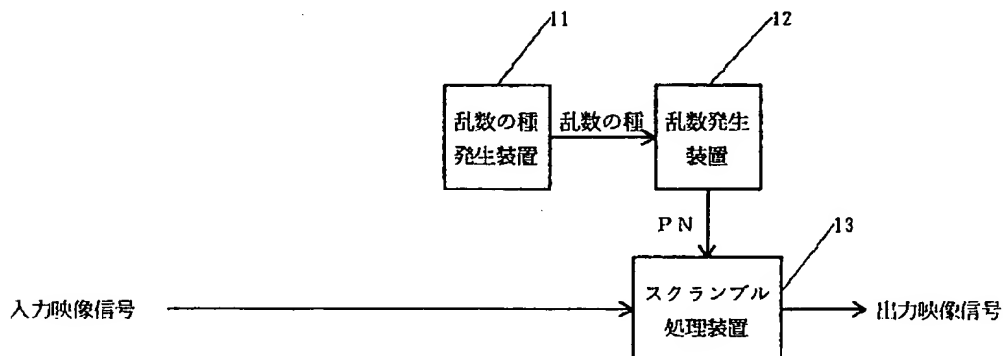 11
12
乱数の種
発生装置
乱数の種
乱数発生
装置
PN
13
入力映像信号
スクランブル
処理装置
出力映像信号